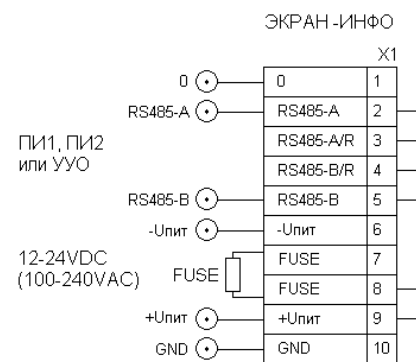 ЭКРАН-ИНФО
X1
0 0 1
RS485-A RS485-A 2
RS485-A/R 3
ПИ1, ПИ2
или УУО
RS485-B/R 4
RS485-B RS485-B 5
-Uпит -Uпит 6
12-24VDC
(100-240VAC)
FUSE 7
FUSE
FUSE 8
+Uпит +Uпит 9
GND GND 10